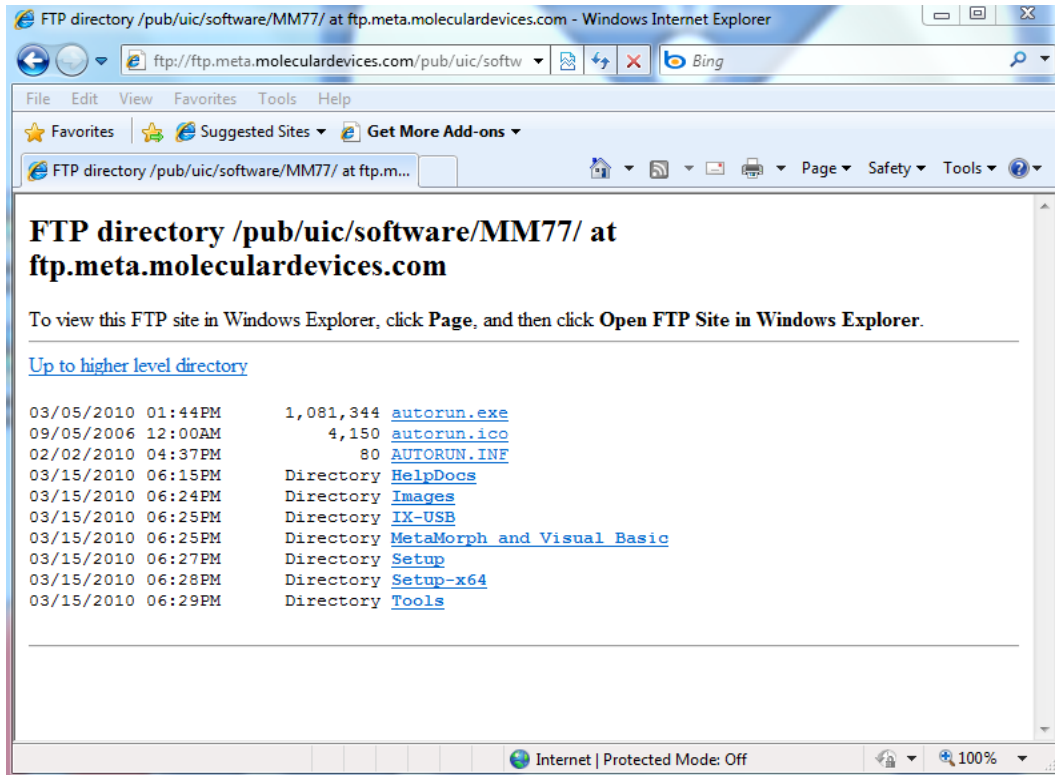 FTP directory /pub/uic/software/MM77/ at ftp.meta.moleculardevices.com - Windows Internet Explorer
ftp://ftp.meta.moleculardevices.com/pub/uic/softw Bing
File Edit View Favorites Tools Help
Favorites Suggested Sites Get More Add-ons
FTP directory /pub/uic/software/MM77/ at ftp.m... Page Safety Tools
FTP directory /pub/uic/software/MM77/ at
ftp.meta.moleculardevices.com
To view this FTP site in Windows Explorer, click Page, and then click Open FTP Site in Windows Explorer.
Up to higher level directory
03/05/2010 01:44PM 1,081,344 autorun.exe
09/05/2006 12:00AM 4,150 autorun.ico
02/02/2010 04:37PM 80 AUTORUN.INF
03/15/2010 06:15PM Directory HelpDocs
03/15/2010 06:24PM Directory Images
03/15/2010 06:25PM Directory IX-USB
03/15/2010 06:25PM Directory MetaMorph and Visual Basic
03/15/2010 06:27PM Directory Setup
03/15/2010 06:28PM Directory Setup-x64
03/15/2010 06:29PM Directory Tools
Internet | Protected Mode: Off 100%